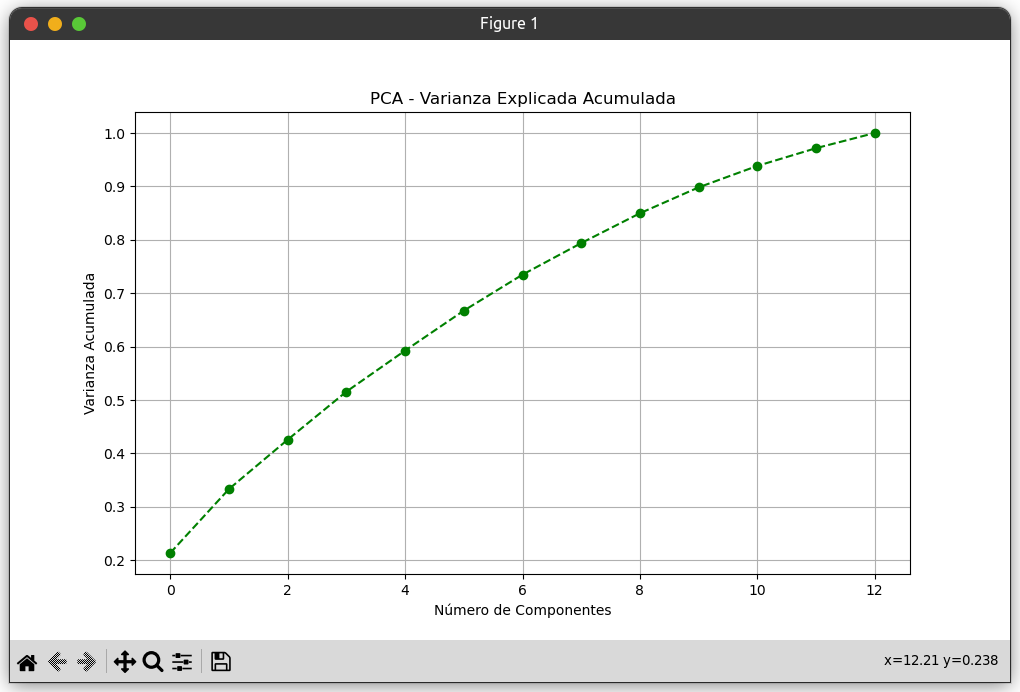 Figure 1
PCA - Varianza Explicada Acumulada
Varianza Acumulada
1.0
0.9
0.8
0.7
0.6
0.5
0.4
0.3
0.2
0 2 4 6 8 10 12
Número de Componentes
x=12.21 y=0.238